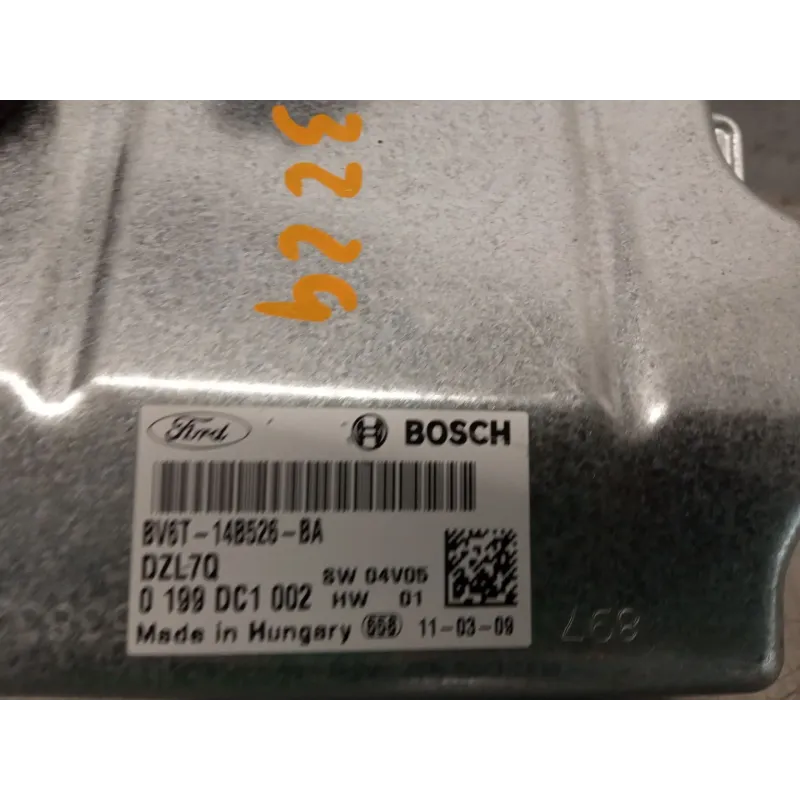 3224
Ford BOSCH
BV6T-14B526-BA
DZL7Q SW 04V05
0 199 DC1 002 HW 01
Made in Hungary 658 11-03-09